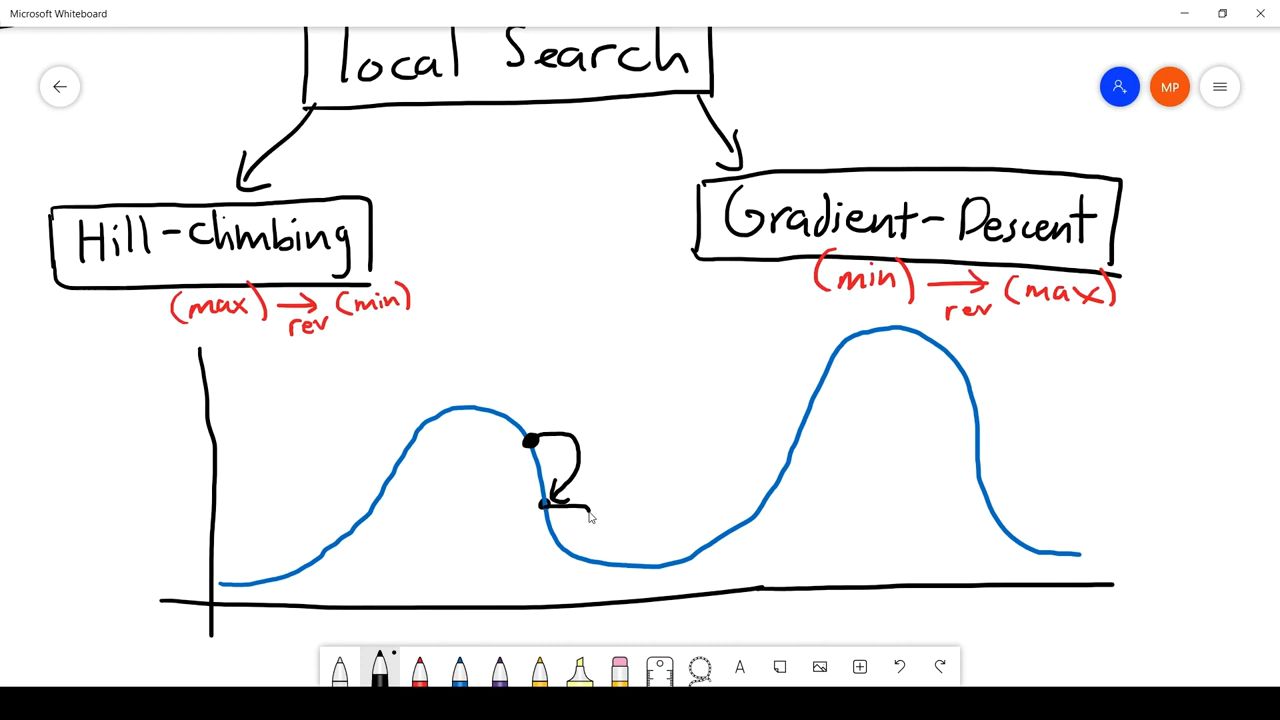 Microsoft Whiteboard
local Search
MP
Hill-Climbing
Gradient-Descent
(max) → (min)
rev
(min) → (max)
rev
A